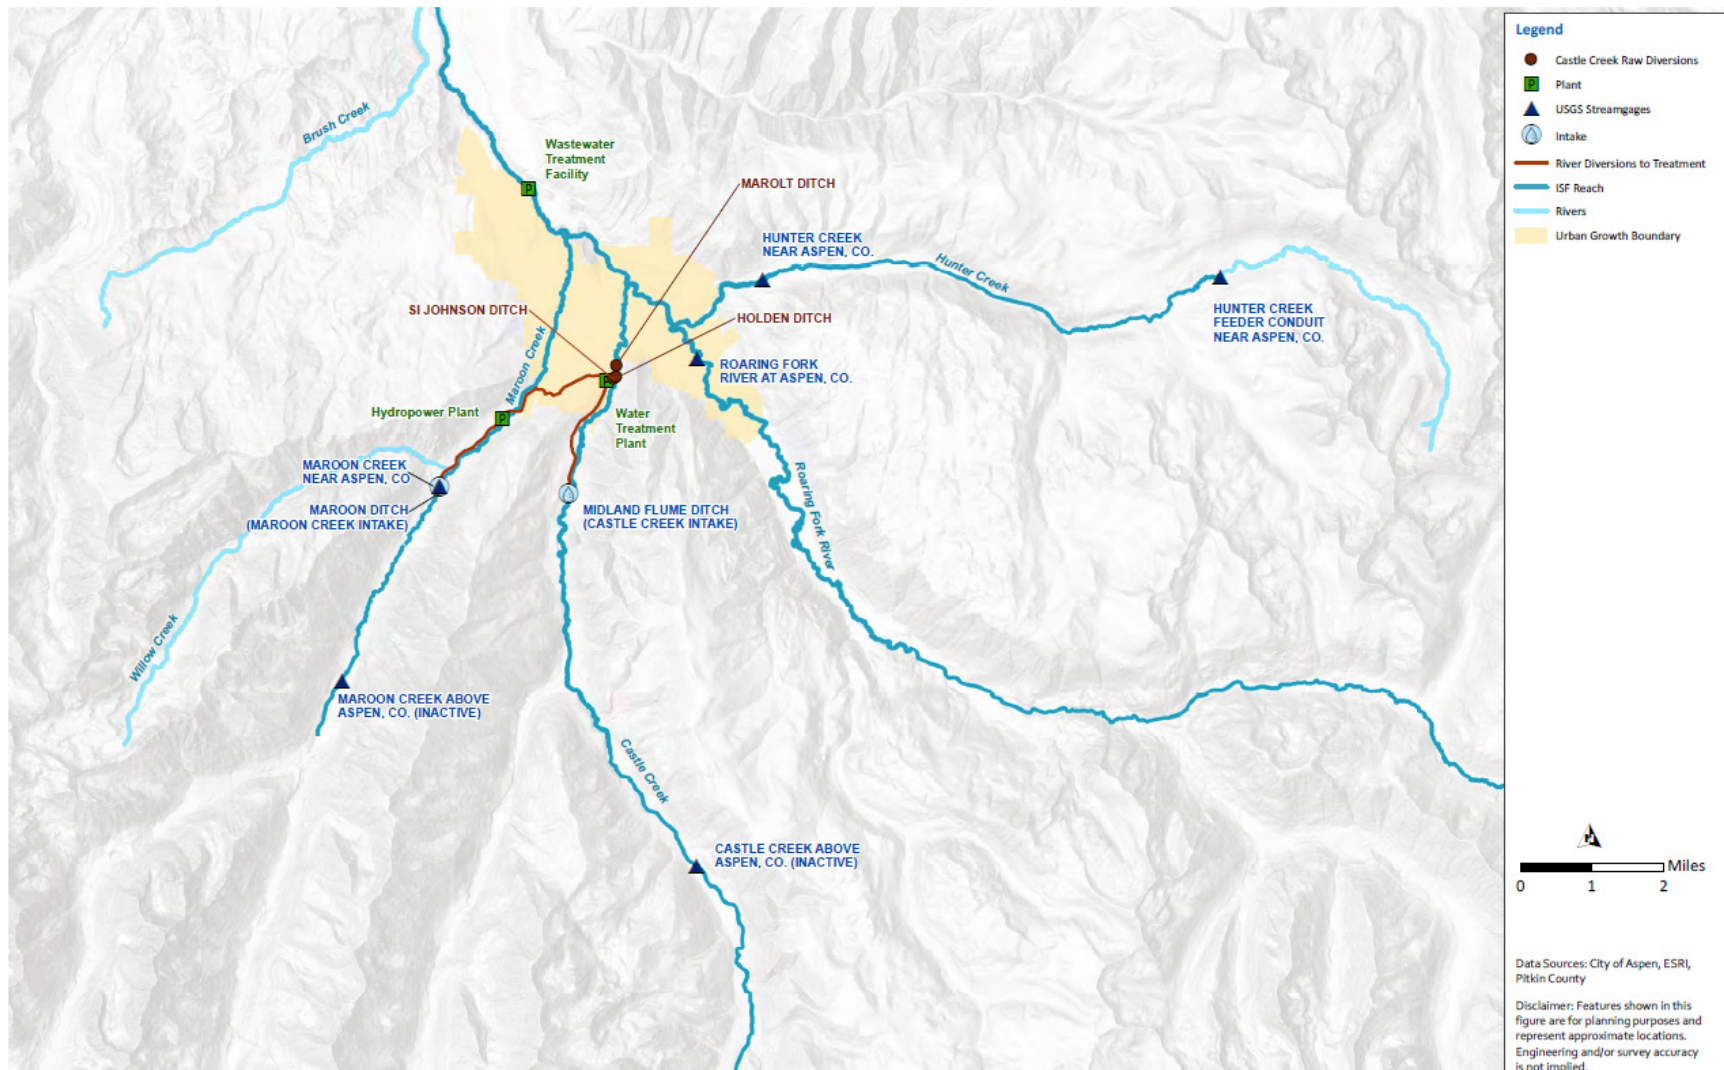 Brush Creek
Wastewater
Treatment
Facility
MAROLT DITCH
HUNTER CREEK
NEAR ASPEN, CO.
Hunter Creek
HUNTER CREEK
FEEDER CONDUIT
NEAR ASPEN, CO.
SI JOHNSON DITCH
HOLDEN DITCH
Maroon Creek
ROARING FORK
RIVER AT ASPEN, CO.
Hydropower Plant
Water
Treatment
Plant
MAROON CREEK
NEAR ASPEN, CO
MAROON DITCH
(MAROON CREEK INTAKE)
MIDLAND FLUME DITCH
(CASTLE CREEK INTAKE)
Roaring Fork River
Willow Creek
MAROON CREEK ABOVE
ASPEN, CO. (INACTIVE)
Castle Creek
CASTLE CREEK ABOVE
ASPEN, CO. (INACTIVE)
P
P
P
Legend
Castle Creek Raw Diversions
P Plant
USGS Streamgages
Intake
River Diversions to Treatment
ISF Reach
Rivers
Urban Growth Boundary
Miles
0 1 2
Data Sources: City of Aspen, ESRI,
Pitkin County
Disclaimer: Features shown in this
figure are for planning purposes and
represent approximate locations.
Engineering and/or survey accuracy
is not implied.